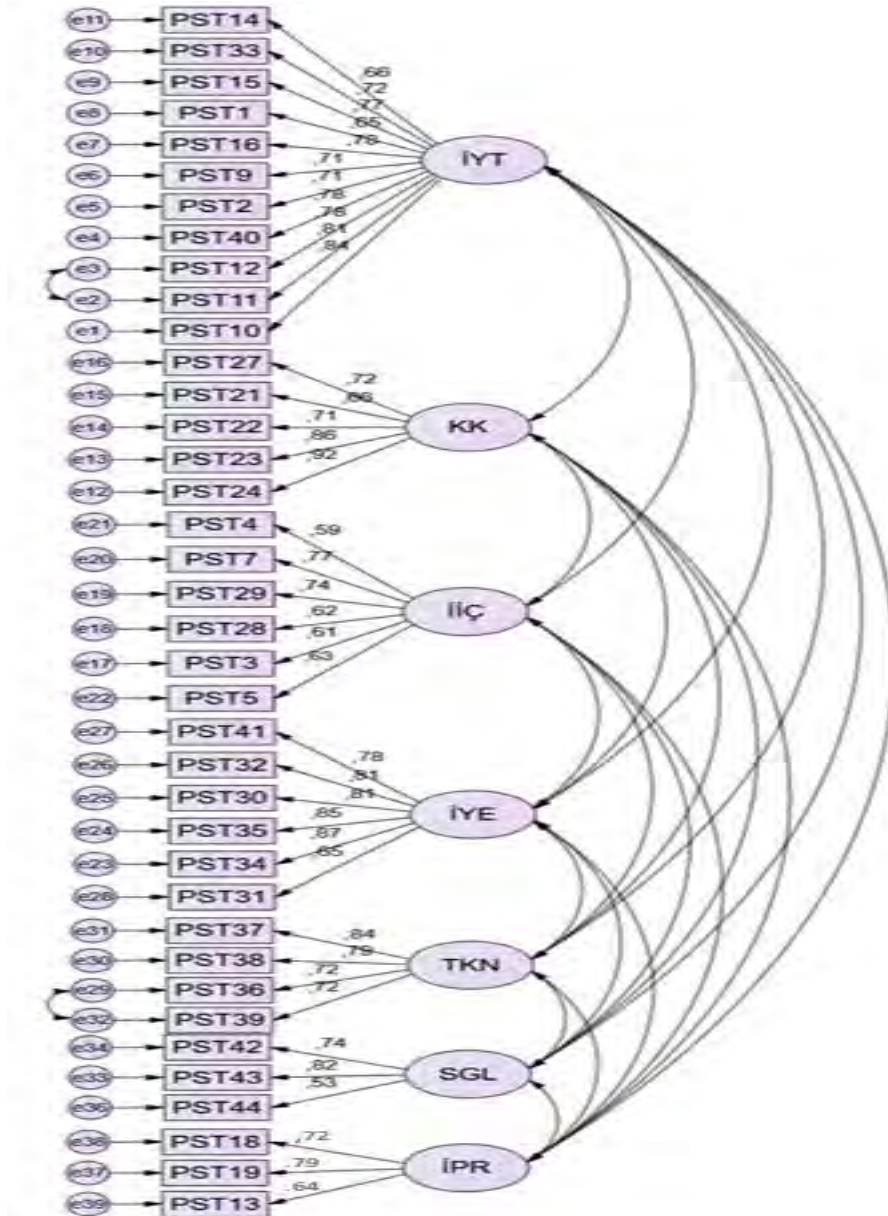 e11 PST14 ,66
e10 PST33 ,72
e9 PST15 ,77
e8 PST1 ,65
e7 PST16 ,78 İYT
e6 PST9 ,71
e5 PST2 ,71
e4 PST40 ,78
e3 PST12 ,78
e2 PST11 ,81
e1 PST10 ,84
e16 PST27 ,72
e15 PST21 ,66
e14 PST22 ,71 KK
e13 PST23 ,86
e12 PST24 ,92
e21 PST4 ,59
e20 PST7 ,77
e19 PST29 ,74 İİÇ
e18 PST28 ,62
e17 PST3 ,61
e22 PST5 ,63
e27 PST41 ,78
e26 PST32 ,81
e25 PST30 ,81 İYE
e24 PST35 ,85
e23 PST34 ,87
e28 PST31
e31 PST37 ,84
e30 PST38 ,79 TKN
e29 PST36 ,72
e32 PST39 ,72
e34 PST42 ,74
e33 PST43 ,82 SGL
e36 PST44 ,53
e38 PST18 ,72
e37 PST19 ,79 İPR
e39 PST13 ,64